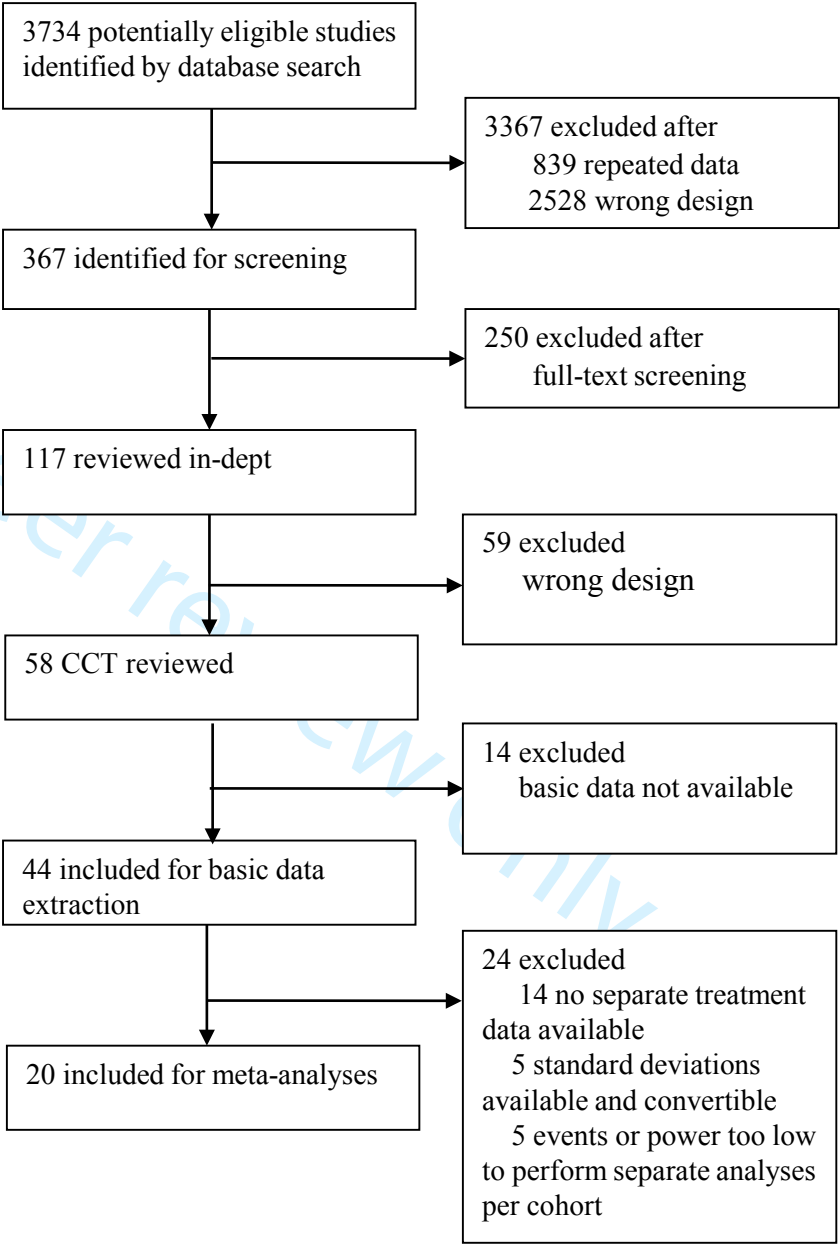 3734 potentially eligible studies
identified by database search
3367 excluded after
839 repeated data
2528 wrong design
367 identified for screening
250 excluded after
full-text screening
117 reviewed in-dept
59 excluded
wrong design
58 CCT reviewed
14 excluded
basic data not available
44 included for basic data
extraction
24 excluded
14 no separate treatment
data available
5 standard deviations
available and convertible
5 events or power too low
to perform separate analyses
per cohort
20 included for meta-analyses
er review only